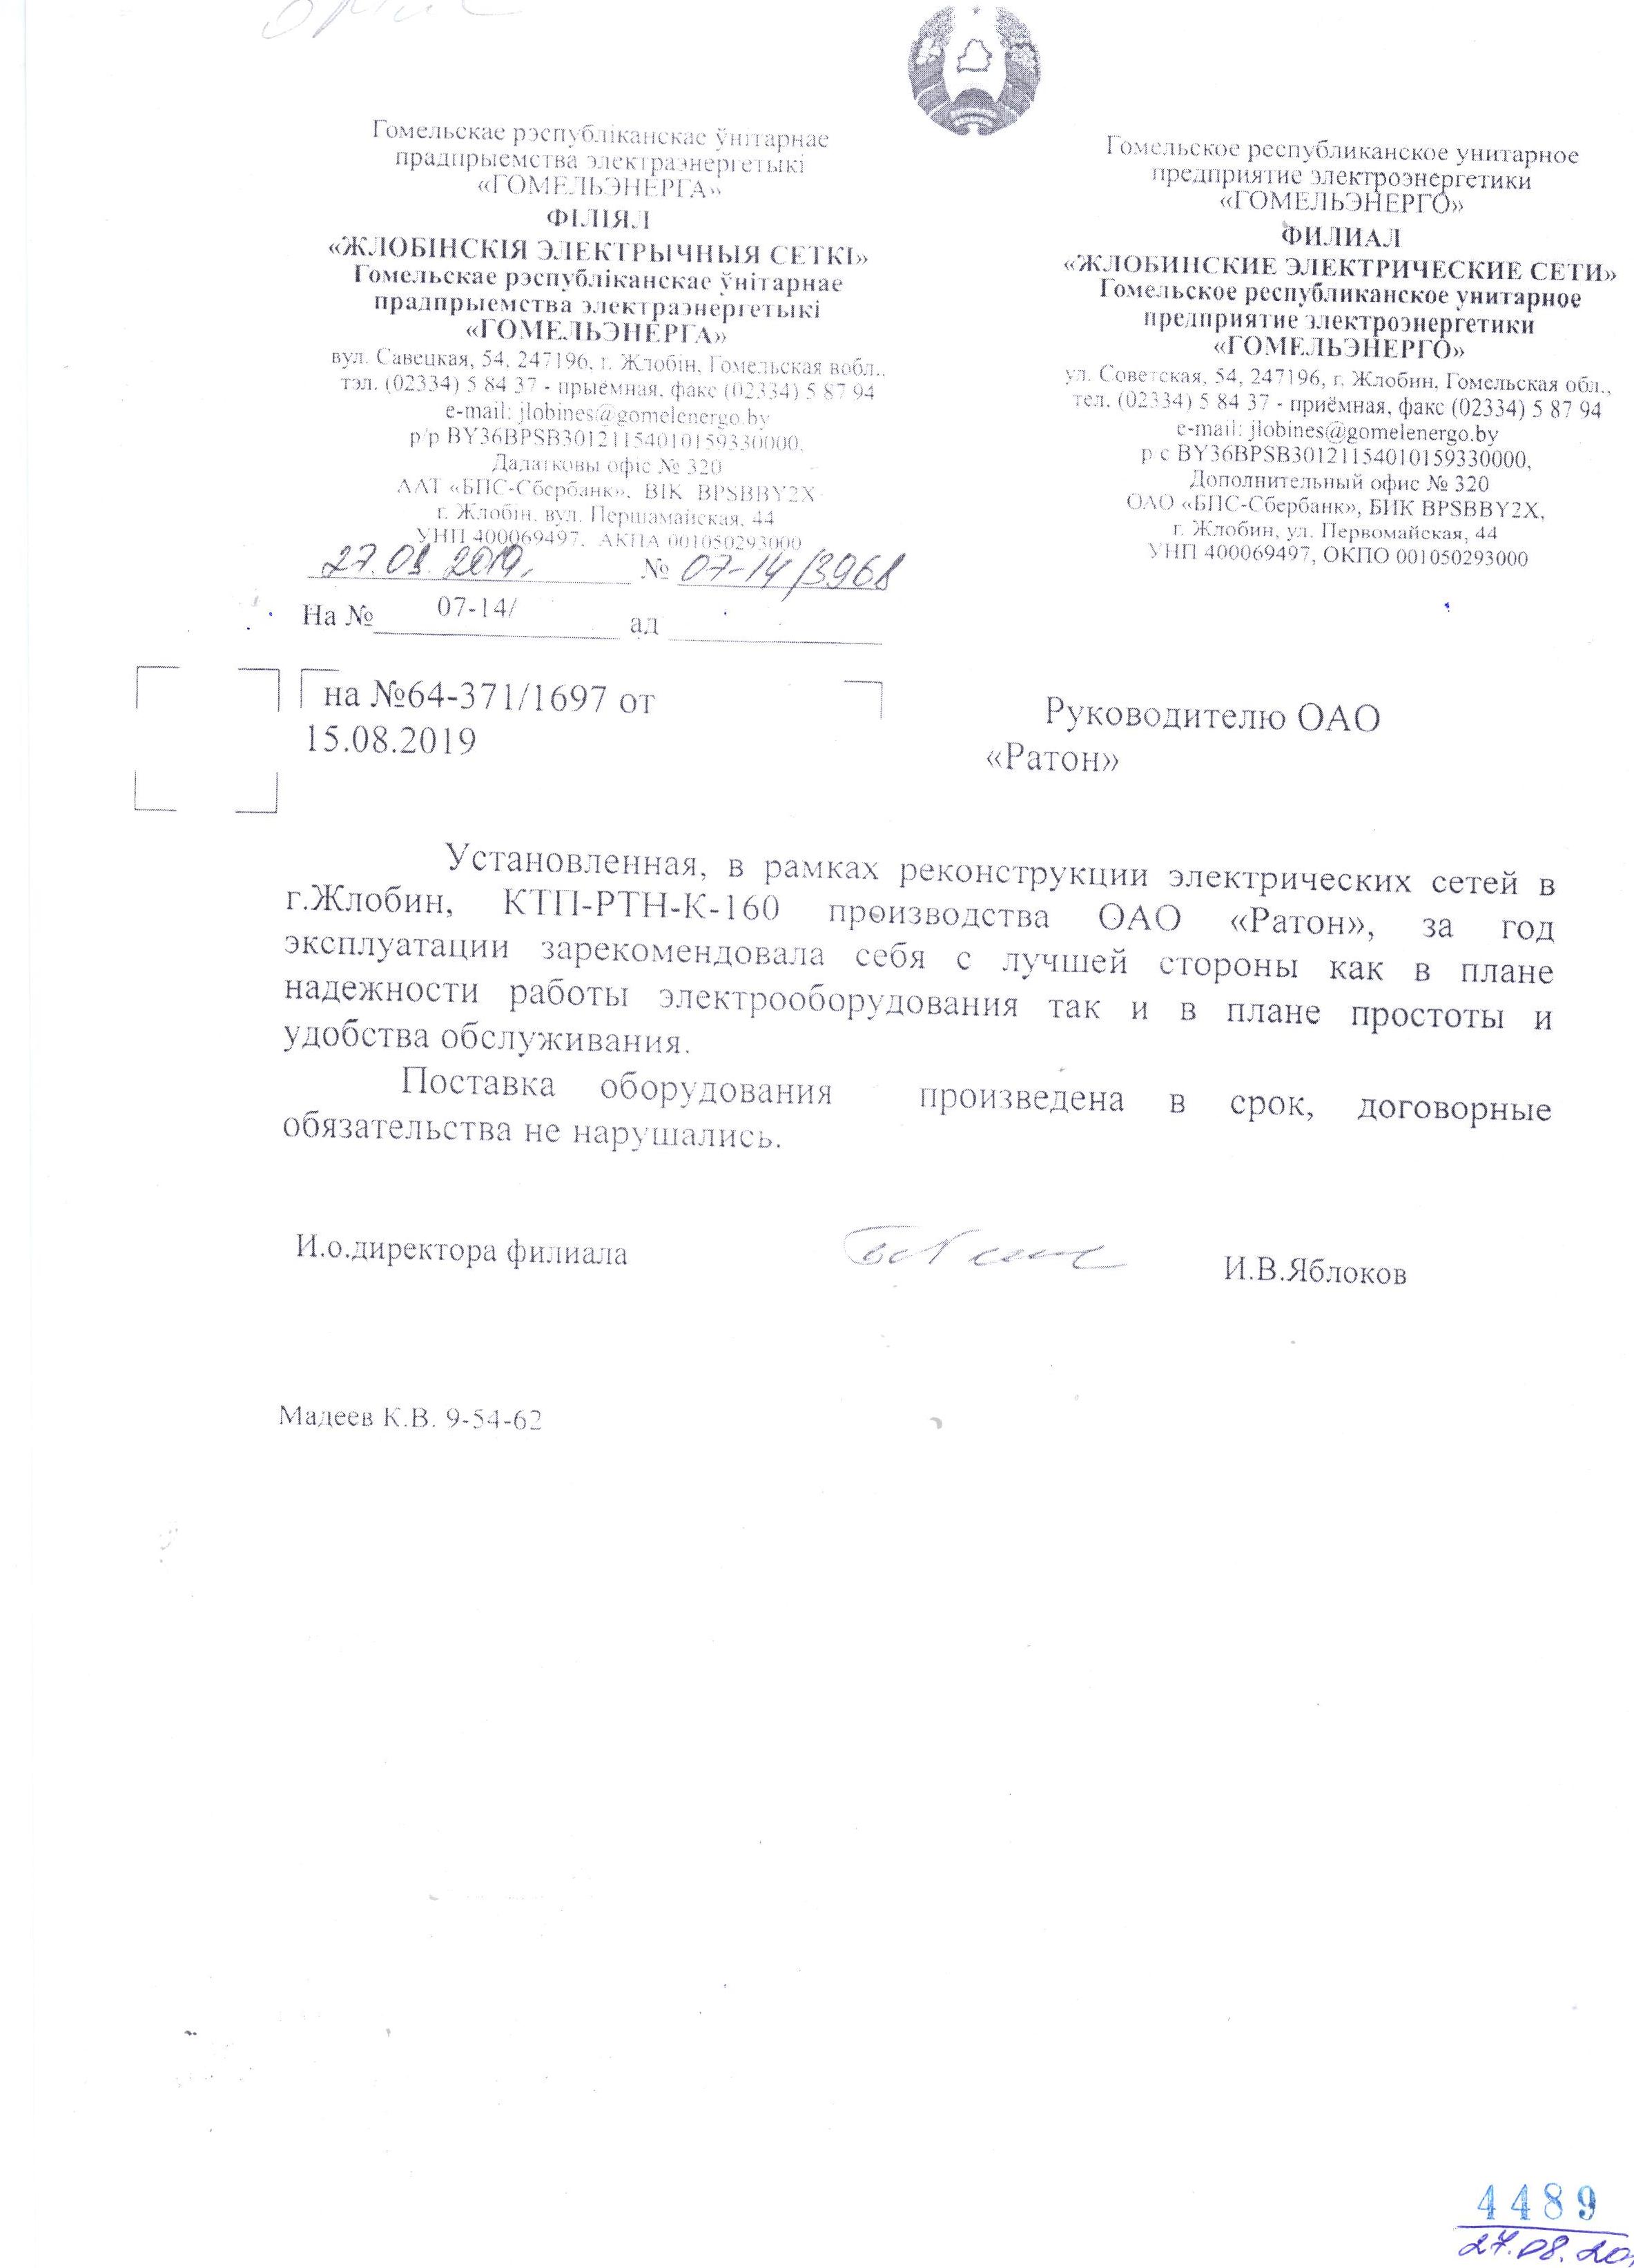 Гомельскае рэспубліканскае ўнітарнае
прадпрыемства электраэнергетыкі
«ГОМЕЛЬЭНЕРГА»
ФІЛІЯЛ
«ЖЛОБІНСКІЯ ЭЛЕКТРЫЧНЫЯ СЕТКІ»
Гомельскае рэспубліканскае ўнітарнае
прадпрыемства электраэнергетыкі
«ГОМЕЛЬЭНЕРГА»
вул. Савецкая, 54, 247196, г. Жлобін, Гомельская вобл.,
тэл. (02334) 5 84 37 - прыёмная, факс (02334) 5 87 94
e-mail: jlobines@gomelenergo.by
р/р BY36BPSB30121154010159330000,
Дадатковы офіс № 320
ААТ «БПС-Сбербанк», ВІК BPSBBY2X
г. Жлобін, вул. Першамайская, 44
УНП 400069497, АКПА 001050293000
27.08.2019г. № 07-14/3968
На № 07-14/ ад
Гомельское республиканское унитарное
предприятие электроэнергетики
«ГОМЕЛЬЭНЕРГО»
ФИЛИАЛ
«ЖЛОБИНСКИЕ ЭЛЕКТРИЧЕСКИЕ СЕТИ»
Гомельское республиканское унитарное
предприятие электроэнергетики
«ГОМЕЛЬЭНЕРГО»
ул. Советская, 54, 247196, г. Жлобин, Гомельская обл.,
тел. (02334) 5 84 37 - приёмная, факс (02334) 5 87 94
e-mail: jlobines@gomelenergo.by
р с BY36BPSB30121154010159330000,
Дополнительный офис № 320
ОАО «БПС-Сбербанк», БИК BPSBBY2X,
г. Жлобин, ул. Первомайская, 44
УНП 400069497, ОКПО 001050293000
на №64-371/1697 от
15.08.2019
Руководителю ОАО
«Ратон»
Установленная, в рамках реконструкции электрических сетей в
г.Жлобин, КТП-РТН-К-160 производства ОАО «Ратон», за год
эксплуатации зарекомендовала себя с лучшей стороны как в плане
надежности работы электрооборудования так и в плане простоты и
удобства обслуживания.
Поставка оборудования произведена в срок, договорные
обязательства не нарушались.
И.о.директора филиала И.В.Яблоков
Мадеев К.В. 9-54-62
4489
27.08.20